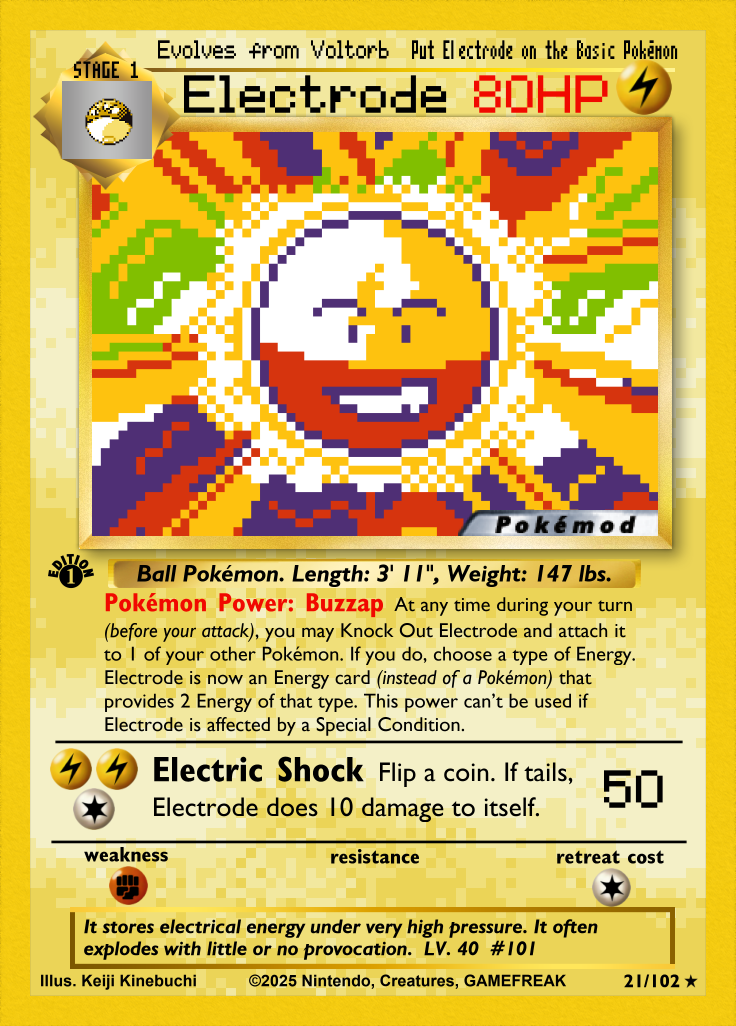 Evolves from Voltorb Put Electrode on the Basic Pokémon
STAGE 1
Electrode 80HP
Pokémod
EDITION
1
Ball Pokémon. Length: 3' 11", Weight: 147 lbs.
Pokémon Power: Buzzap At any time during your turn
(before your attack), you may Knock Out Electrode and attach it
to 1 of your other Pokémon. If you do, choose a type of Energy.
Electrode is now an Energy card (instead of a Pokémon) that
provides 2 Energy of that type. This power can't be used if
Electrode is affected by a Special Condition.
Electric Shock Flip a coin. If tails,
Electrode does 10 damage to itself.
50
weakness resistance retreat cost
It stores electrical energy under very high pressure. It often
explodes with little or no provocation. LV. 40 #101
Illus. Keiji Kinebuchi ©2025 Nintendo, Creatures, GAMEFREAK 21/102 ★